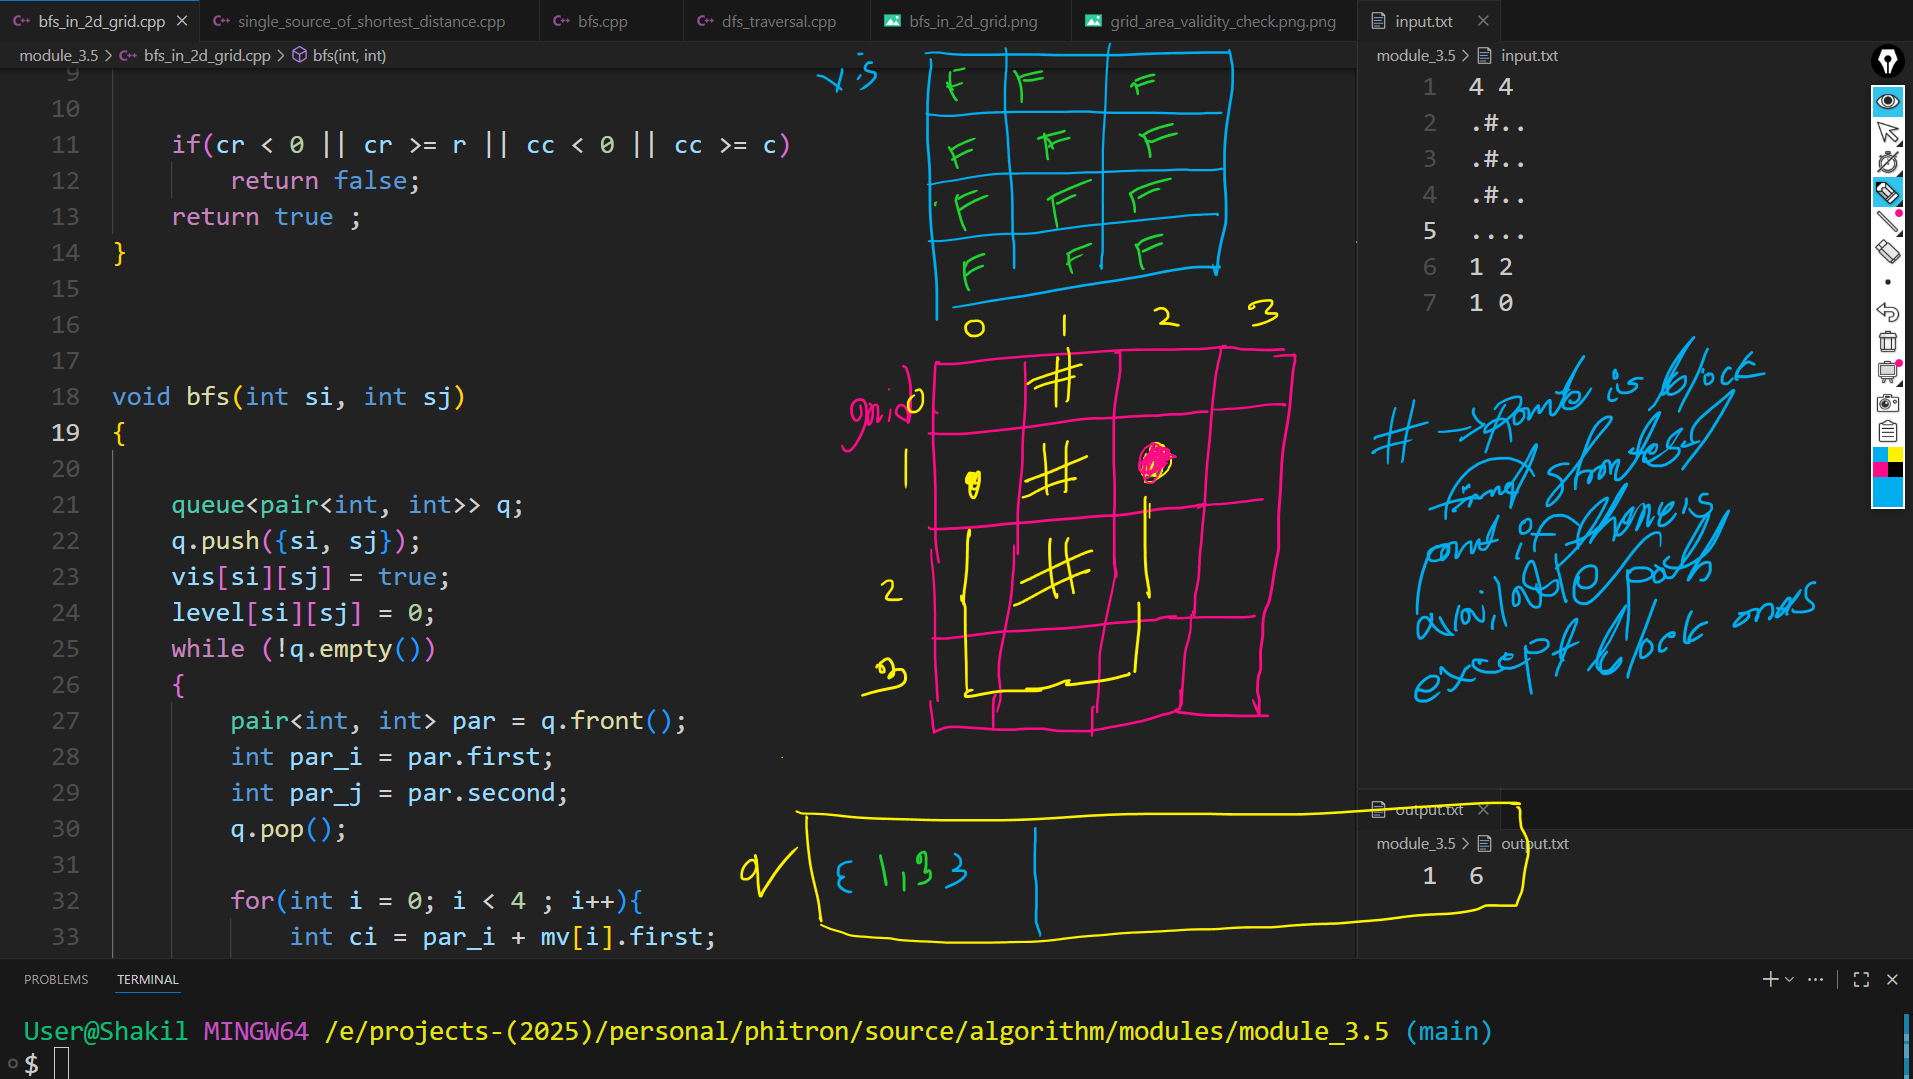 bfs_in_2d_grid.cpp
single_source_of_shortest_distance.cpp
bfs.cpp
dfs_traversal.cpp
bfs_in_2d_grid.png
grid_area_validity_check.png.png
module_3.5 > bfs_in_2d_grid.cpp > bfs(int, int)
9
10
11 if(cr < 0 || cr >= r || cc < 0 || cc >= c)
12 return false;
13 return true ;
14 }
15
16
17
18 void bfs(int si, int sj)
19 {
20
21 queue<pair<int, int>> q;
22 q.push({si, sj});
23 vis[si][sj] = true;
24 level[si][sj] = 0;
25 while (!q.empty())
26 {
27 pair<int, int> par = q.front();
28 int par_i = par.first;
29 int par_j = par.second;
30 q.pop();
31
32 for(int i = 0; i < 4 ; i++){
33 int ci = par_i + mv[i].first;
vis
F F F
F F F
F F F
F F F
0 1 2 3
grid
0 #
1 #
2 #
3
q { 1,3 }
input.txt
module_3.5 > input.txt
1 4 4
2 .#..
3 .#..
4 .#..
5 ....
6 1 2
7 1 0
# → Route is block
find shortest
and if there is
available path
except block ones
output.txt
module_3.5 > output.txt
1 6
PROBLEMS TERMINAL
User@Shakil MINGW64 /e/projects-(2025)/personal/phitron/source/algorithm/modules/module_3.5 (main)
$